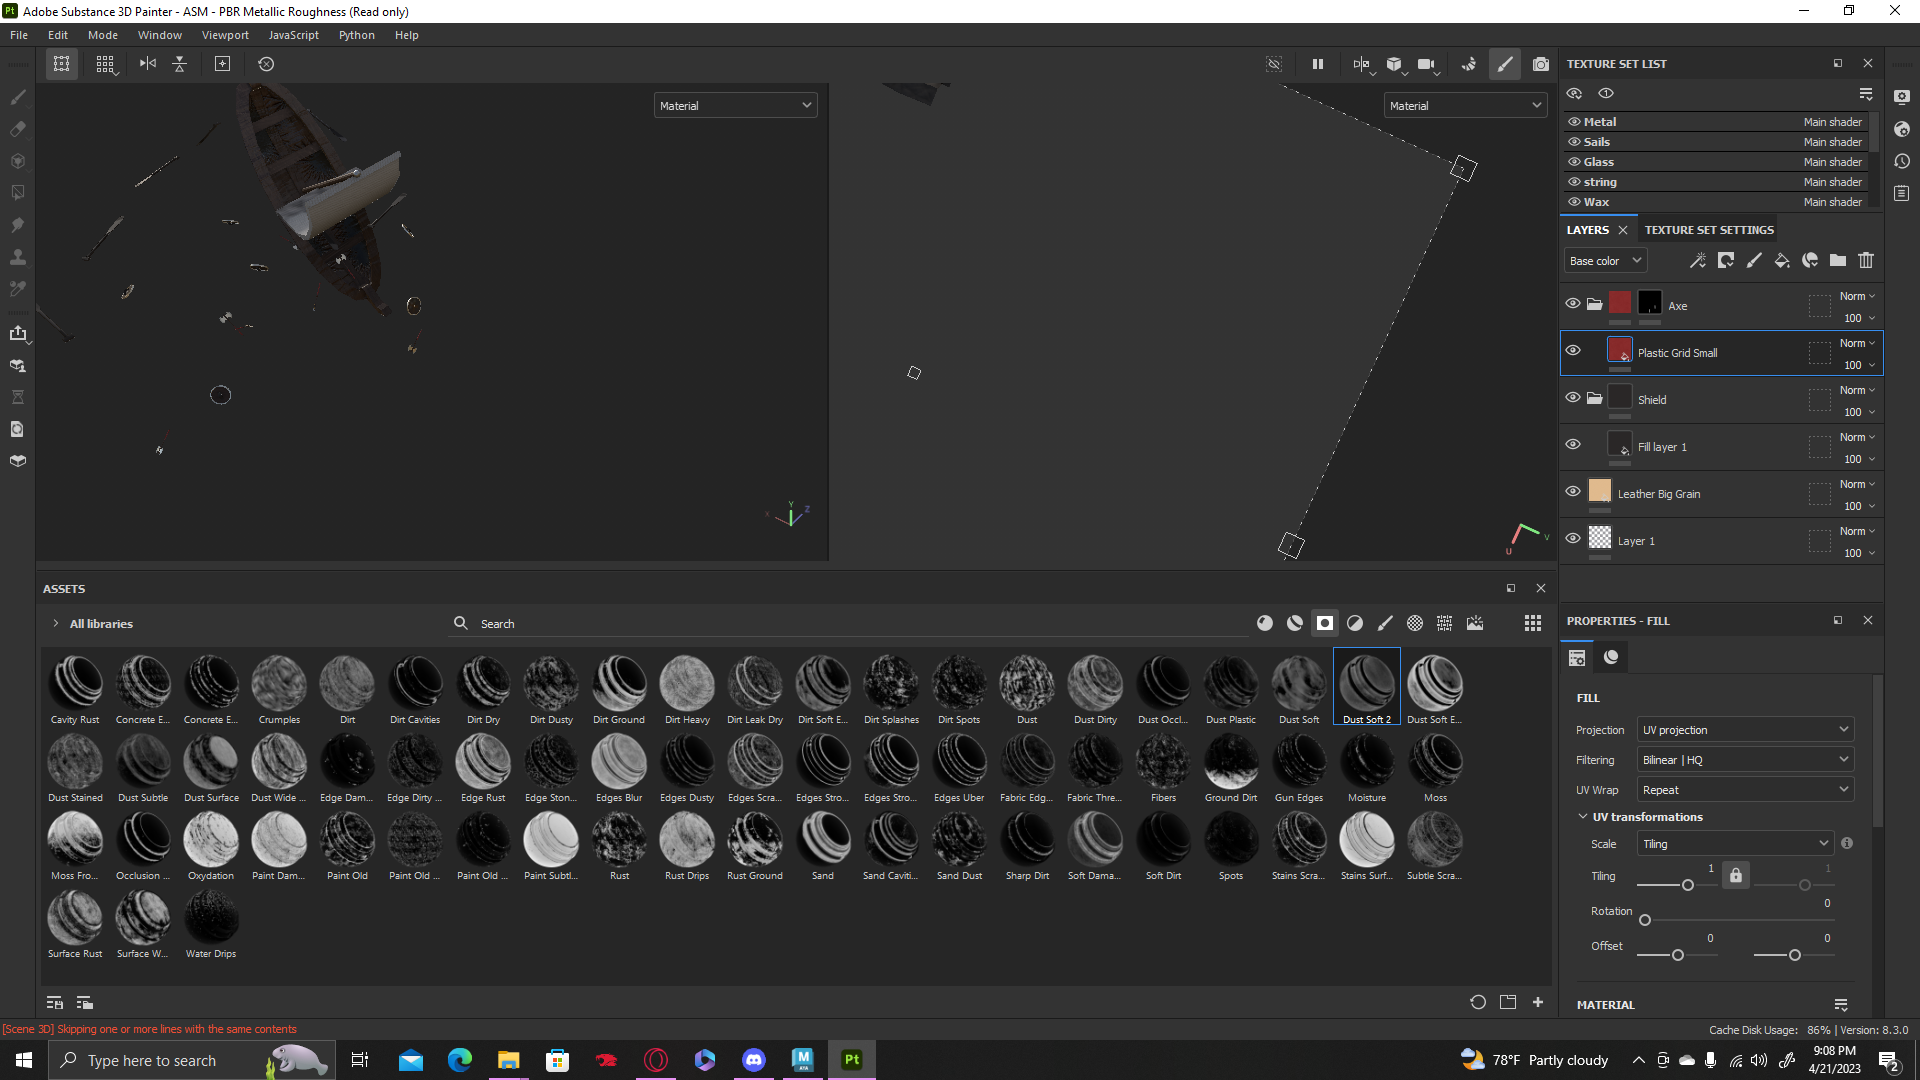 Adobe Substance 3D Painter - ASM - PBR Metallic Roughness (Read only)
File Edit Mode Window Viewport JavaScript Python Help
Material
Material
TEXTURE SET LIST
Metal Main shader
Sails Main shader
Glass Main shader
string Main shader
Wax Main shader
LAYERS TEXTURE SET SETTINGS
Base color
Axe Norm 100
Plastic Grid Small Norm 100
Shield Norm 100
Fill layer 1 Norm 100
Leather Big Grain Norm 100
Layer 1 Norm 100
X Y Z
U V
ASSETS
All libraries Search
Cavity Rust Concrete E... Concrete E... Crumples Dirt Dirt Cavities Dirt Dry Dirt Dusty Dirt Ground Dirt Heavy Dirt Leak Dry Dirt Soft E... Dirt Splashes Dirt Spots Dust Dust Dirty Dust Occl... Dust Plastic Dust Soft Dust Soft 2 Dust Soft E...
Dust Stained Dust Subtle Dust Surface Dust Wide ... Edge Dam... Edge Dirty ... Edge Rust Edge Ston... Edges Blur Edges Dusty Edges Scra... Edges Stro... Edges Stro... Edges Uber Fabric Edg... Fabric Thre... Fibers Ground Dirt Gun Edges Moisture Moss
Moss Fro... Occlusion ... Oxydation Paint Dam... Paint Old Paint Old ... Paint Old ... Paint Subtl... Rust Rust Drips Rust Ground Sand Sand Caviti... Sand Dust Sharp Dirt Soft Dama... Soft Dirt Spots Stains Scra... Stains Surf... Subtle Scra...
Surface Rust Surface W... Water Drips
PROPERTIES - FILL
FILL
Projection UV projection
Filtering Bilinear | HQ
UV Wrap Repeat
UV transformations
Scale Tiling
Tiling 1 1
Rotation 0
Offset 0 0
MATERIAL
[Scene 3D] Skipping one or more lines with the same contents
Cache Disk Usage: 86% | Version: 8.3.0
Type here to search
M
AYA
Pt
78°F Partly cloudy
9:08 PM
4/21/2023
2